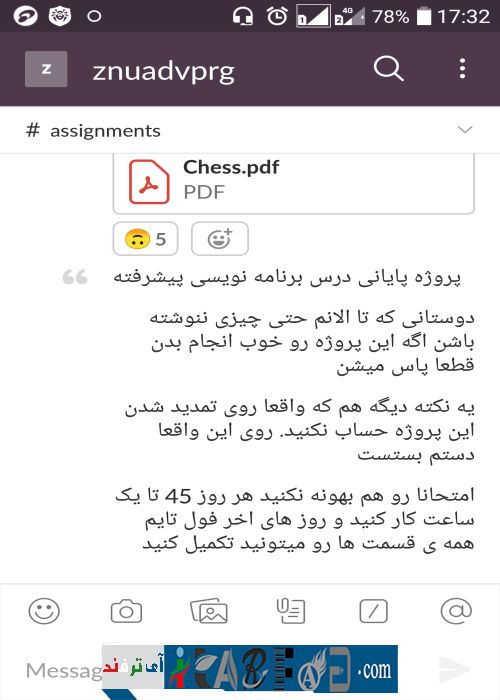 78% 17:32
z znuadvprg
# assignments
Chess.pdf
PDF
5
پروژه پایانی درس برنامه نویسی پیشرفته
دوستانی که تا الانم حتی چیزی ننوشته
باشن اگه این پروژه رو خوب انجام بدن
قطعا پاس میشن
یه نکته دیگه هم که واقعا روی تمدید شدن
این پروژه حساب نکنید. روی این واقعا
دستم بستست
امتحانا رو هم بهونه نکنید هر روز 45 تا یک
ساعت کار کنید و روز های اخر فول تایم
همه ی قسمت ها رو میتونید تکمیل کنید
Messag
.com